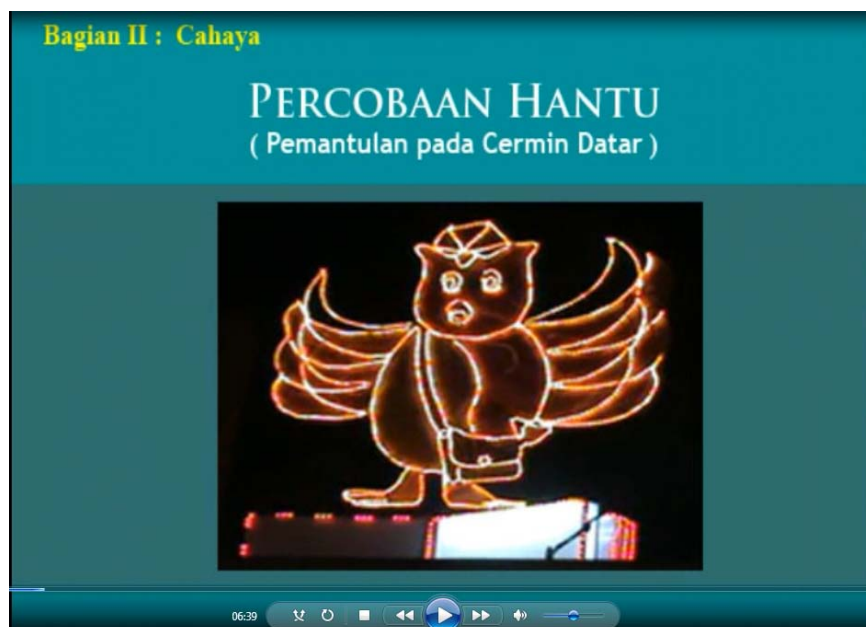 Bagian II : Cahaya
PERCOBAAN HANTU
( Pemantulan pada Cermin Datar )
06:39